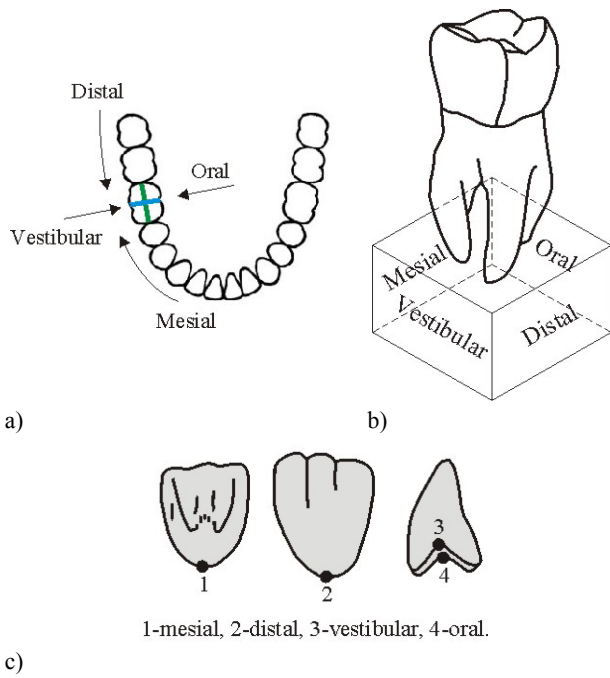 Distal
Oral
Vestibular
Mesial
a)
Mesial
Oral
Vestibular
Distal
b)
3
4
1
2
1-mesial, 2-distal, 3-vestibular, 4-oral.
c)